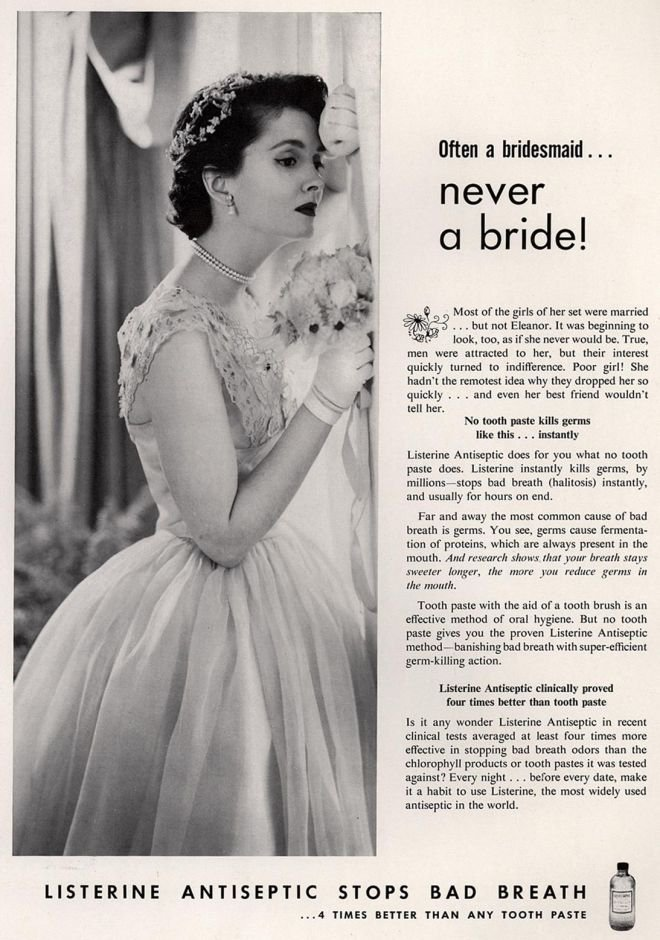 Often a bridesmaid . . .
never
a bride!
Most of the girls of her set were married
. . . but not Eleanor. It was beginning to
look, too, as if she never would be. True,
men were attracted to her, but their interest
quickly turned to indifference. Poor girl! She
hadn't the remotest idea why they dropped her so
quickly . . . and even her best friend wouldn't
tell her.
No tooth paste kills germs
like this . . . instantly
Listerine Antiseptic does for you what no tooth
paste does. Listerine instantly kills germs, by
millions—stops bad breath (halitosis) instantly,
and usually for hours on end.
Far and away the most common cause of bad
breath is germs. You see, germs cause fermenta-
tion of proteins, which are always present in the
mouth. And research shows that your breath stays
sweeter longer, the more you reduce germs in
the mouth.
Tooth paste with the aid of a tooth brush is an
effective method of oral hygiene. But no tooth
paste gives you the proven Listerine Antiseptic
method—banishing bad breath with super-efficient
germ-killing action.
Listerine Antiseptic clinically proved
four times better than tooth paste
Is it any wonder Listerine Antiseptic in recent
clinical tests averaged at least four times more
effective in stopping bad breath odors than the
chlorophyll products or tooth pastes it was tested
against? Every night . . . before every date, make
it a habit to use Listerine, the most widely used
antiseptic in the world.
LISTERINE ANTISEPTIC STOPS BAD BREATH
. . . 4 TIMES BETTER THAN ANY TOOTH PASTE